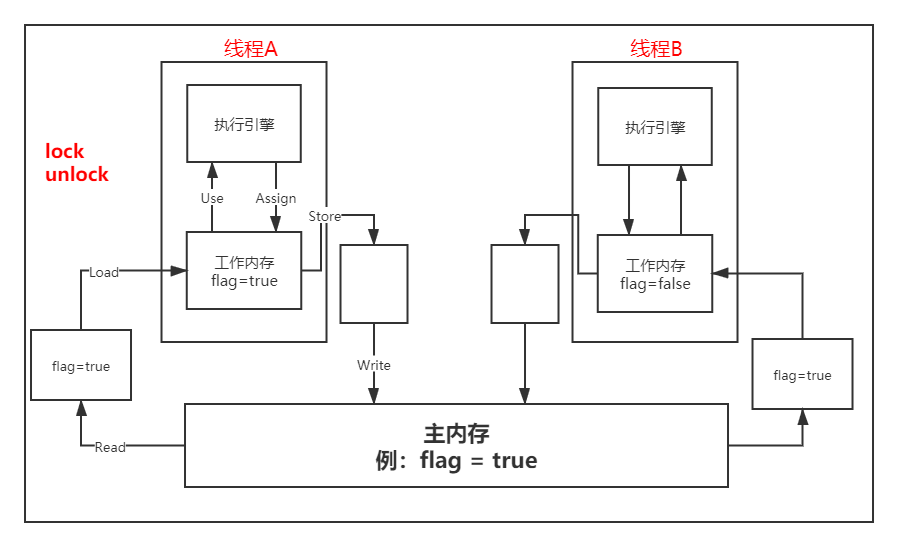 线程A
线程B
执行引擎
执行引擎
lock
unlock
Use
Assign
Store
工作内存
flag=true
工作内存
flag=false
Load
flag=true
Write
flag=true
主内存
例：flag = true
Read